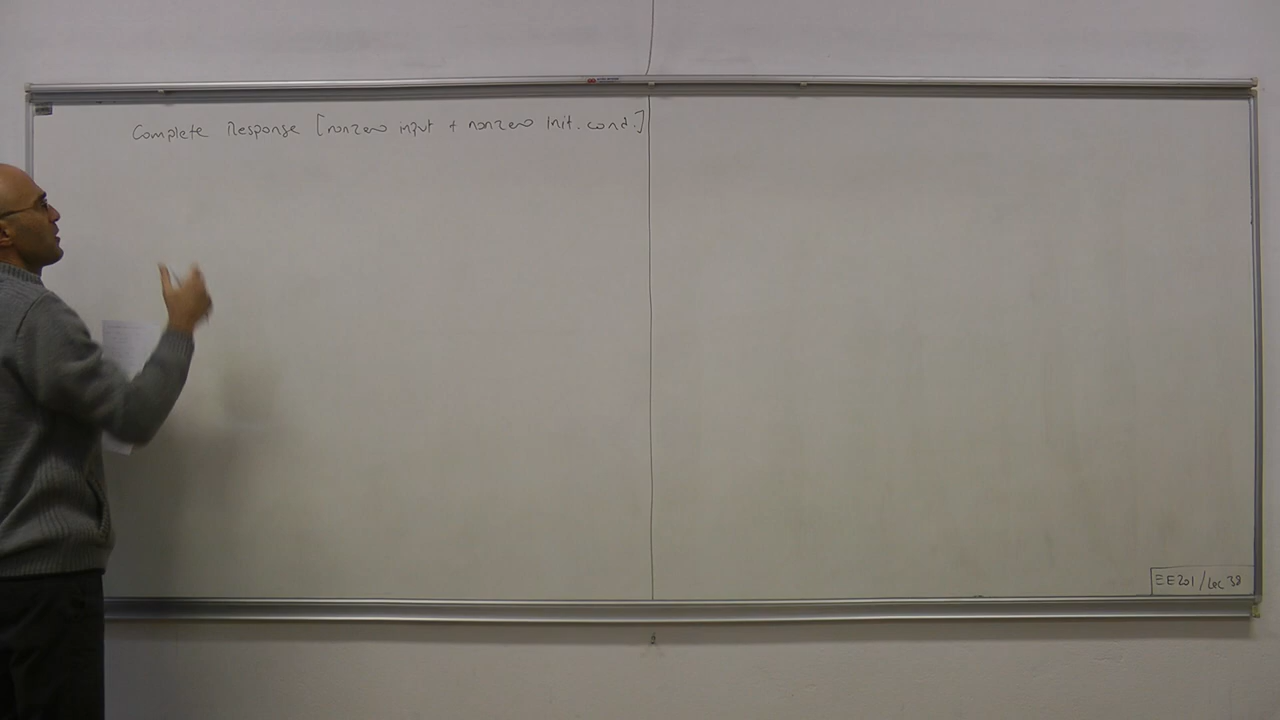 Complete Response [nonzero input + nonzero Init. cond.]
EE201/Lec 38